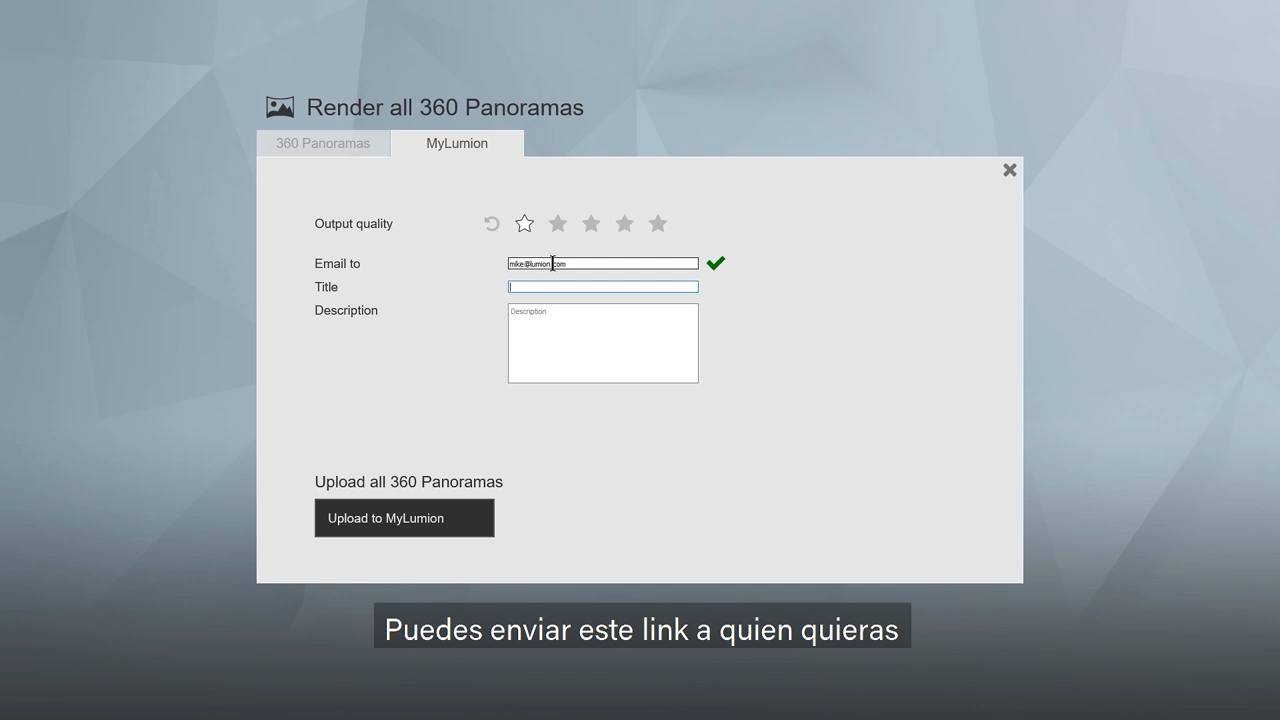 Render all 360 Panoramas
360 Panoramas
MyLumion
Output quality
Email to
mike@lumion.com
Title
Description
Description
Upload all 360 Panoramas
Upload to MyLumion
Puedes enviar este link a quien quieras